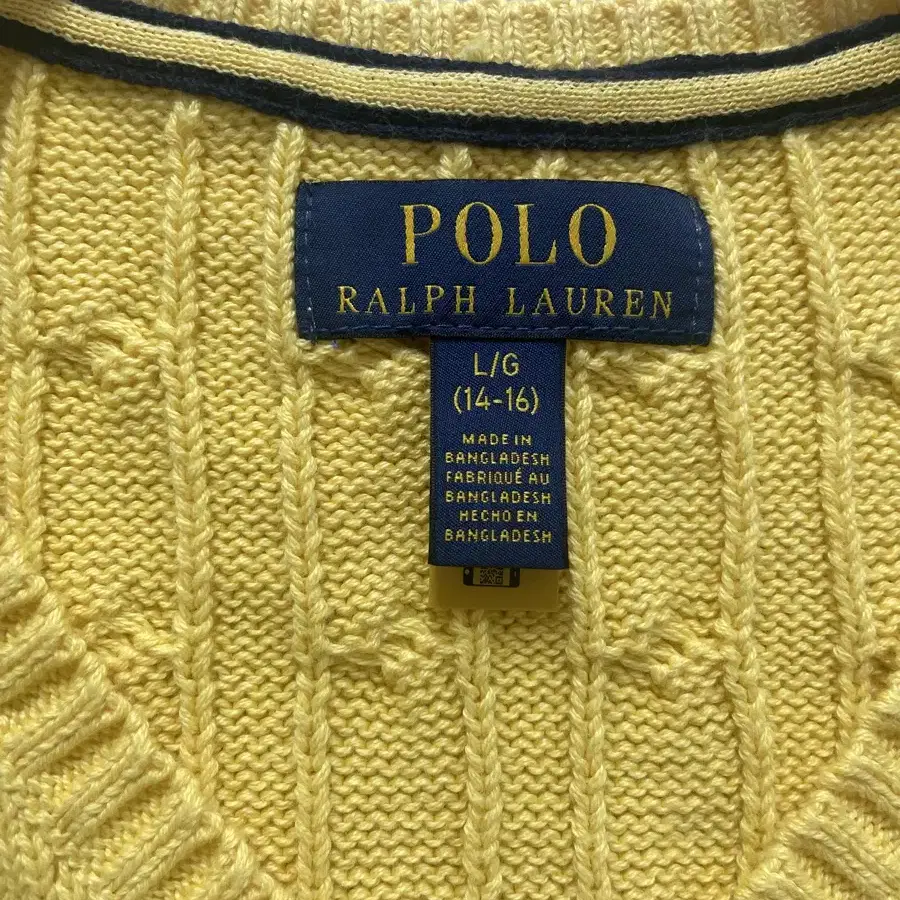 POLO
RALPH LAUREN
L/G
(14-16)
MADE IN
BANGLADESH
FABRIQUÉ AU
BANGLADESH
HECHO EN
BANGLADESH